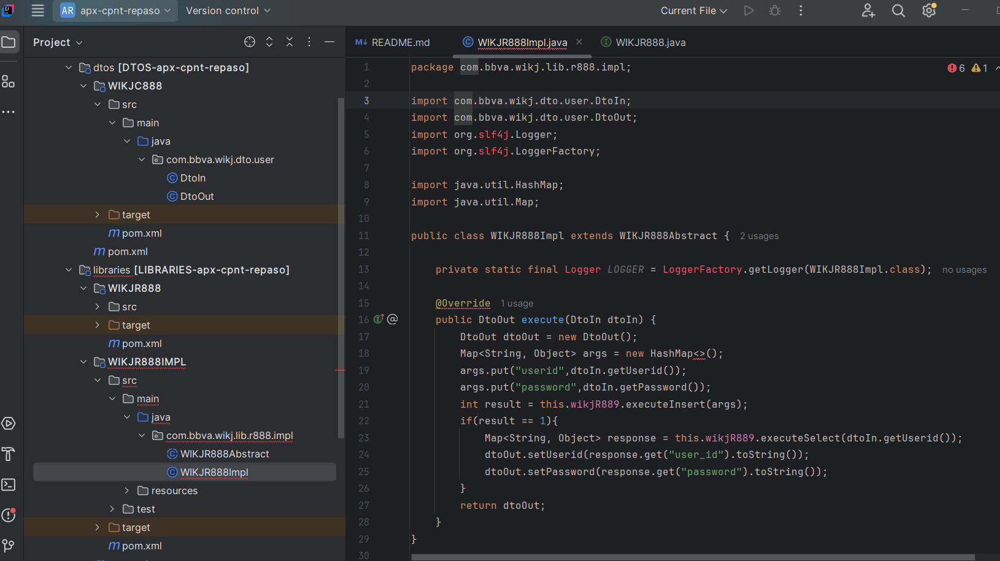 AR apx-cpnt-repaso Version control Current File
Project
README.md WIKJR888Impl.java WIKJR888.java
dtos [DTOS-apx-cpnt-repaso]
WIKJC888
src
main
java
com.bbva.wikj.dto.user
DtoIn
DtoOut
target
m pom.xml
m pom.xml
libraries [LIBRARIES-apx-cpnt-repaso]
WIKJR888
src
target
m pom.xml
WIKJR888IMPL
src
main
java
com.bbva.wikj.lib.r888.impl
WIKJR888Abstract
WIKJR888Impl
resources
test
target
m pom.xml
6 1
1 package com.bbva.wikj.lib.r888.impl;
2
3 import com.bbva.wikj.dto.user.DtoIn;
4 import com.bbva.wikj.dto.user.DtoOut;
5 import org.slf4j.Logger;
6 import org.slf4j.LoggerFactory;
7
8 import java.util.HashMap;
9 import java.util.Map;
10
11 public class WIKJR888Impl extends WIKJR888Abstract { 2 usages
12
13 private static final Logger LOGGER = LoggerFactory.getLogger(WIKJR888Impl.class); no usages
14
15 @Override 1 usage
16 public DtoOut execute(DtoIn dtoIn) {
17 DtoOut dtoOut = new DtoOut();
18 Map<String, Object> args = new HashMap<>();
19 args.put("userid",dtoIn.getUserid());
20 args.put("password",dtoIn.getPassword());
21 int result = this.wikjR889.executeInsert(args);
22 if(result == 1){
23 Map<String, Object> response = this.wikjR889.executeSelect(dtoIn.getUserid());
24 dtoOut.setUserid(response.get("user_id").toString());
25 dtoOut.setPassword(response.get("password").toString());
26 }
27 return dtoOut;
28 }
29 }
30